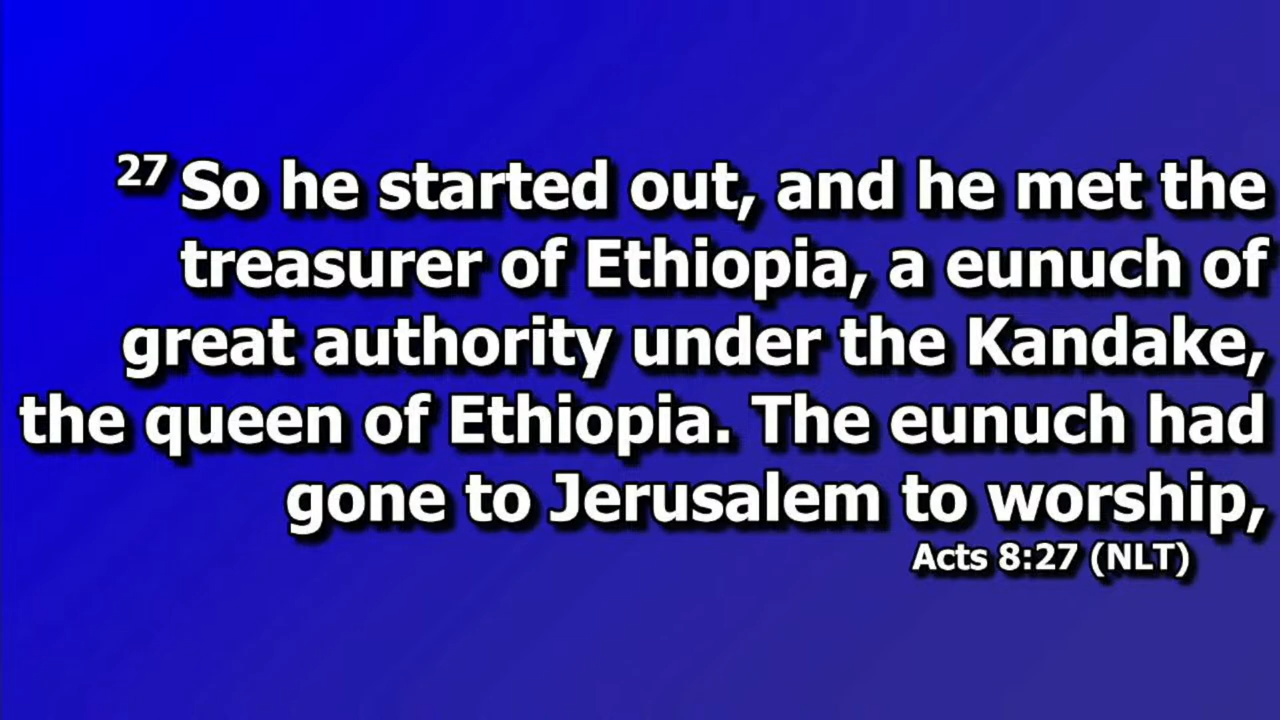 27 So he started out, and he met the
treasurer of Ethiopia, a eunuch of
great authority under the Kandake,
the queen of Ethiopia. The eunuch had
gone to Jerusalem to worship,
Acts 8:27 (NLT)